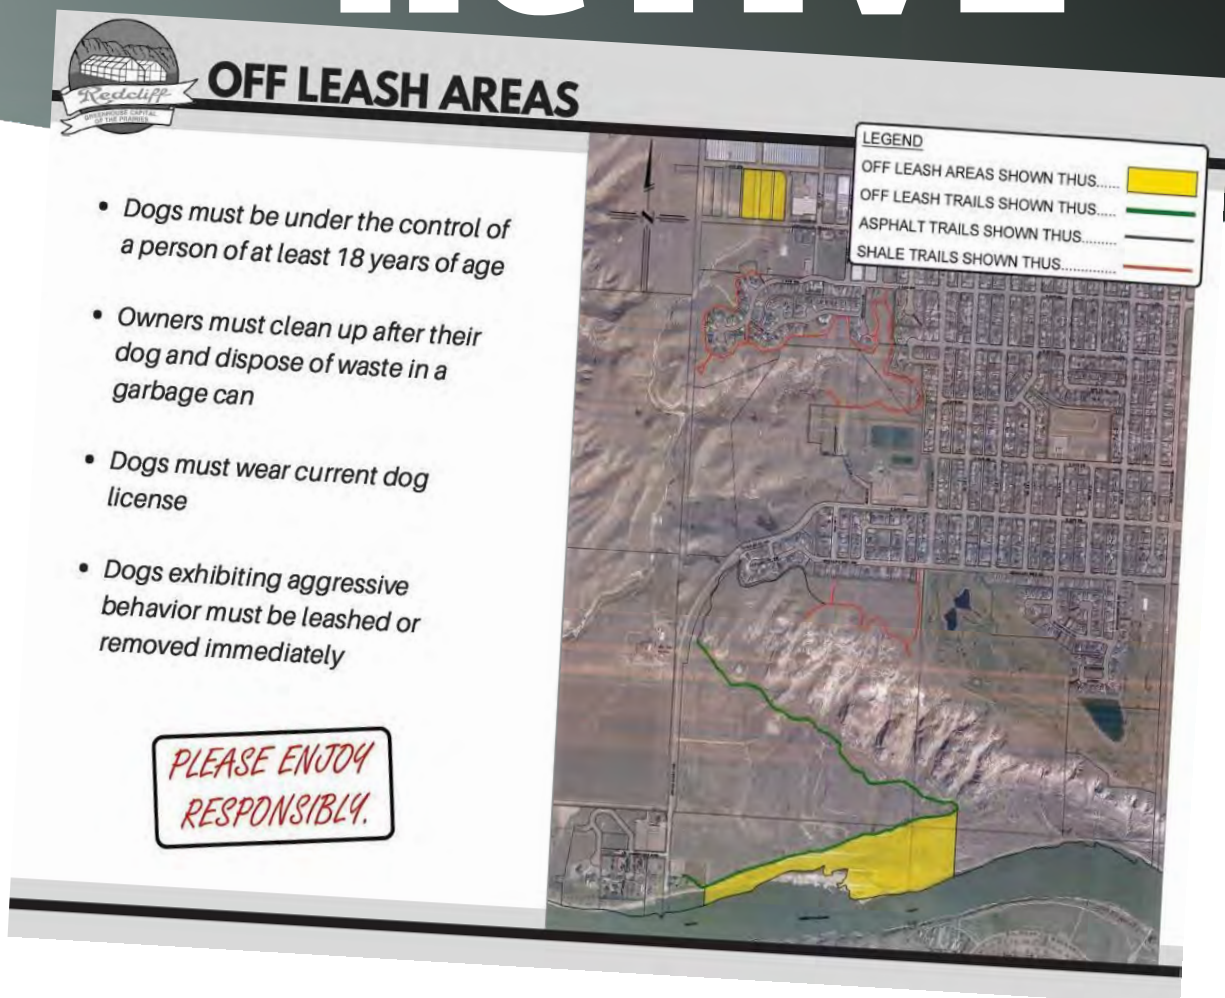 ACTIVE
Redcliff
GREENHOUSE CAPITAL
OF THE PRAIRIES
OFF LEASH AREAS
• Dogs must be under the control of
a person of at least 18 years of age
• Owners must clean up after their
dog and dispose of waste in a
garbage can
• Dogs must wear current dog
license
• Dogs exhibiting aggressive
behavior must be leashed or
removed immediately
PLEASE ENJOY
RESPONSIBLY.
N
LEGEND
OFF LEASH AREAS SHOWN THUS.....
OFF LEASH TRAILS SHOWN THUS....
ASPHALT TRAILS SHOWN THUS........
SHALE TRAILS SHOWN THUS.............